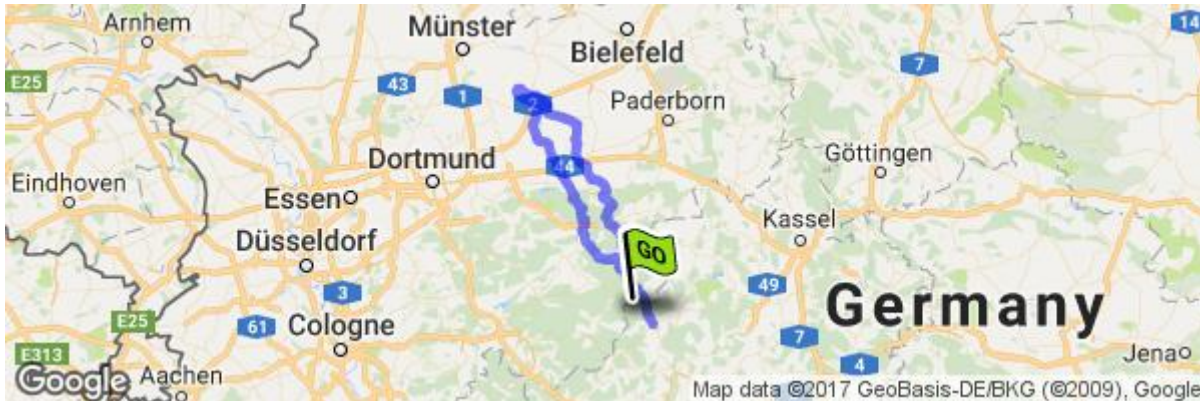 Arnhem
Münster
Bielefeld
14
E25
43
1
2
7
Paderborn
Dortmund
44
Göttingen
Eindhoven
Essen
Kassel
Düsseldorf
GO
3
49
Germany
E25
61
Cologne
7
E313
4
Jena
Google
Aachen
Map data ©2017 GeoBasis-DE/BKG (©2009), Google